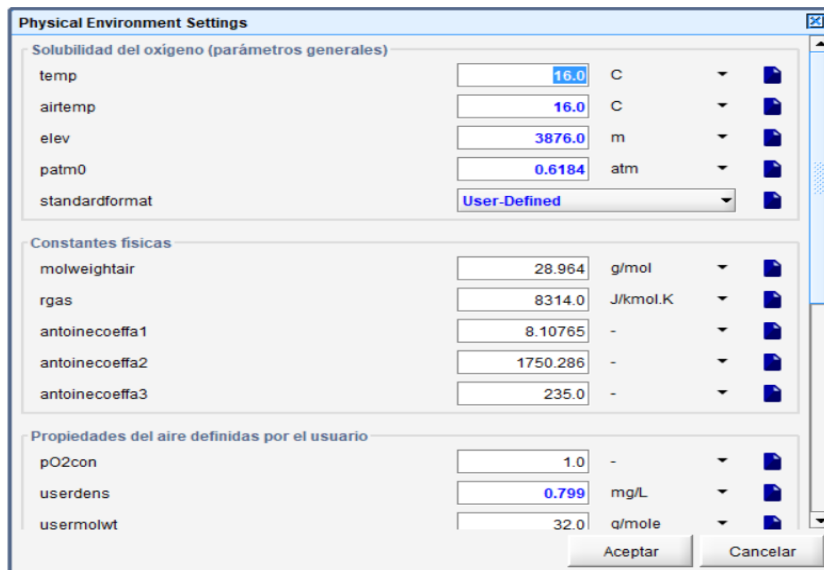 Physical Environment Settings
Solubilidad del oxígeno (parámetros generales)
temp 16.0 C
airtemp 16.0 C
elev 3876.0 m
patm0 0.6184 atm
standardformat User-Defined
Constantes físicas
molweightair 28.964 g/mol
rgas 8314.0 J/kmol.K
antoinecoeffa1 8.10765 -
antoinecoeffa2 1750.286 -
antoinecoeffa3 235.0 -
Propiedades del aire definidas por el usuario
pO2con 1.0 -
userdens 0.799 mg/L
usermolwt 32.0 g/mole
Aceptar Cancelar